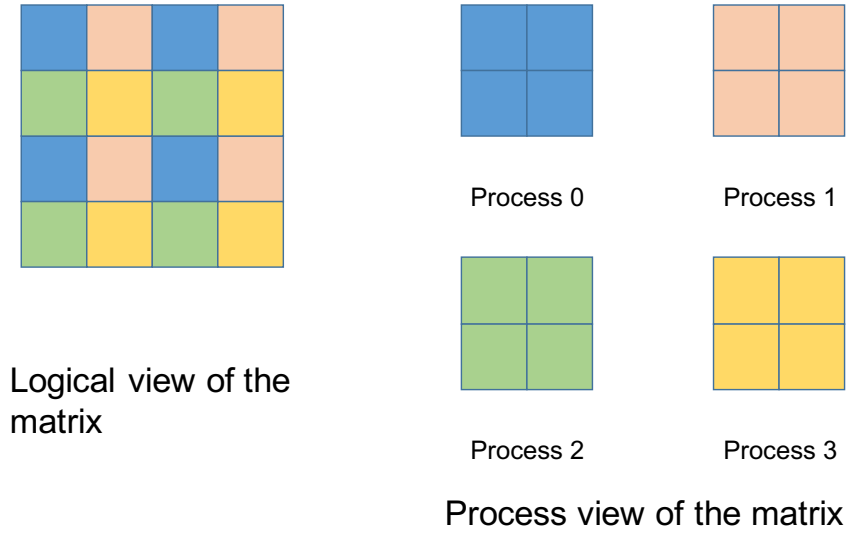 Process 0
Process 1
Logical view of the
matrix
Process 2
Process 3
Process view of the matrix